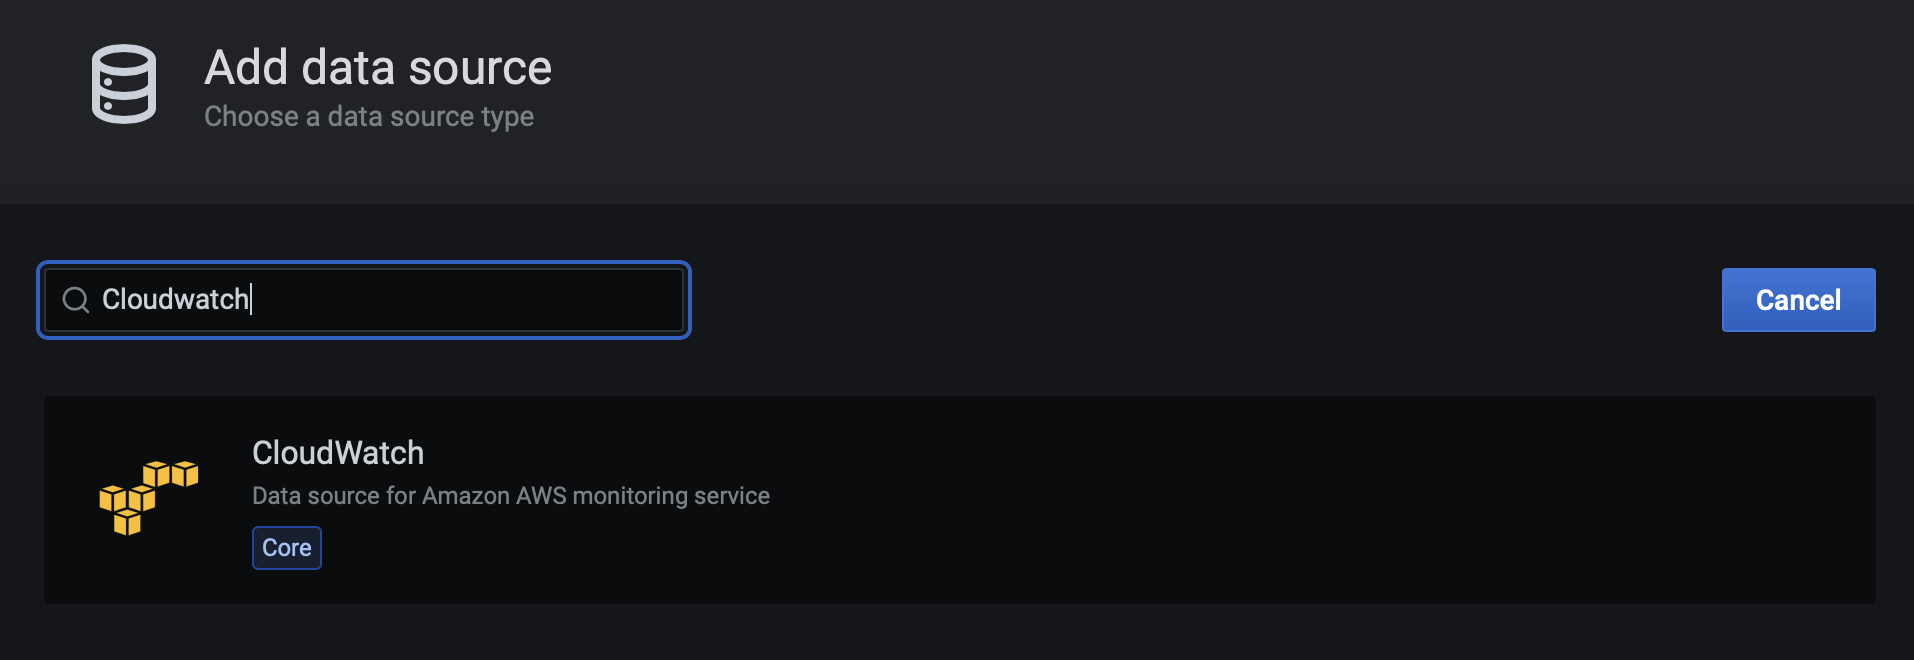 Add data source
Choose a data source type
Cloudwatch
Cancel
CloudWatch
Data source for Amazon AWS monitoring service
Core